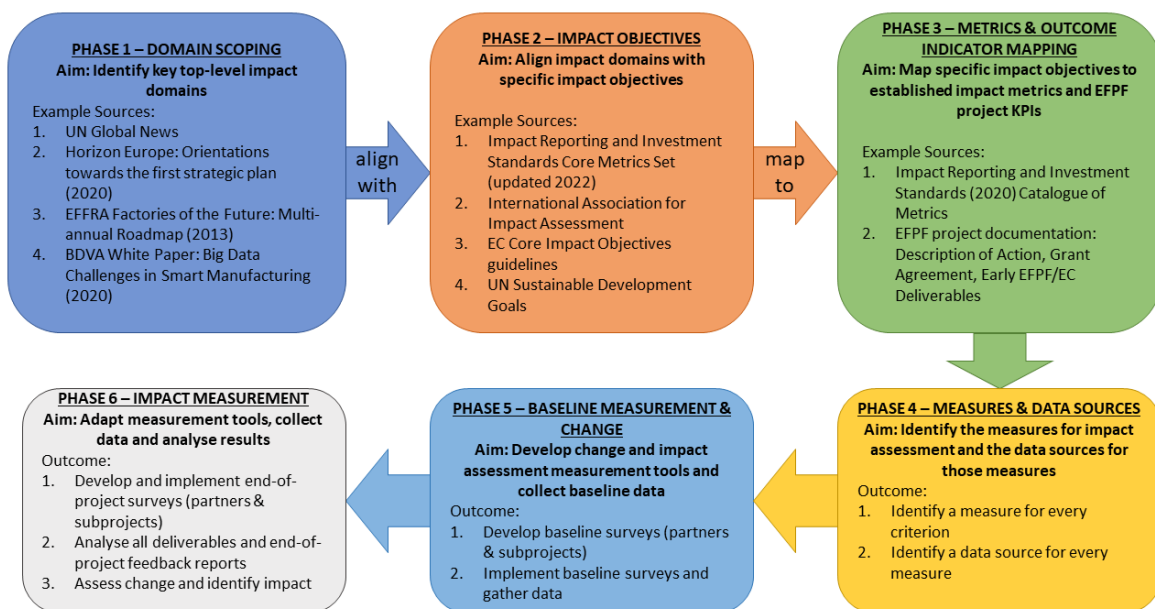 PHASE 1 – DOMAIN SCOPING
Aim: Identify key top-level impact
domains
Example Sources:
1. UN Global News
2. Horizon Europe: Orientations
towards the first strategic plan
(2020)
3. EFFRA Factories of the Future: Multi-
annual Roadmap (2013)
4. BDVA White Paper: Big Data
Challenges in Smart Manufacturing
(2020)
align
with
PHASE 2 – IMPACT OBJECTIVES
Aim: Align impact domains with
specific impact objectives
Example Sources:
1. Impact Reporting and Investment
Standards Core Metrics Set
(updated 2022)
2. International Association for
Impact Assessment
3. EC Core Impact Objectives
guidelines
4. UN Sustainable Development
Goals
map
to
PHASE 3 – METRICS & OUTCOME
INDICATOR MAPPING
Aim: Map specific impact objectives to
established impact metrics and EFPF
project KPIs
Example Sources:
1. Impact Reporting and Investment
Standards (2020) Catalogue of
Metrics
2. EFPF project documentation:
Description of Action, Grant
Agreement, Early EFPF/EC
Deliverables
PHASE 4 – MEASURES & DATA SOURCES
Aim: Identify the measures for impact
assessment and the data sources for
those measures
Outcome:
1. Identify a measure for every
criterion
2. Identify a data source for every
measure
PHASE 5 – BASELINE MEASUREMENT &
CHANGE
Aim: Develop change and impact
assessment measurement tools and
collect baseline data
Outcome:
1. Develop baseline surveys (partners
& subprojects)
2. Implement baseline surveys and
gather data
PHASE 6 – IMPACT MEASUREMENT
Aim: Adapt measurement tools, collect
data and analyse results
Outcome:
1. Develop and implement end-of-
project surveys (partners &
subprojects)
2. Analyse all deliverables and end-of-
project feedback reports
3. Assess change and identify impact